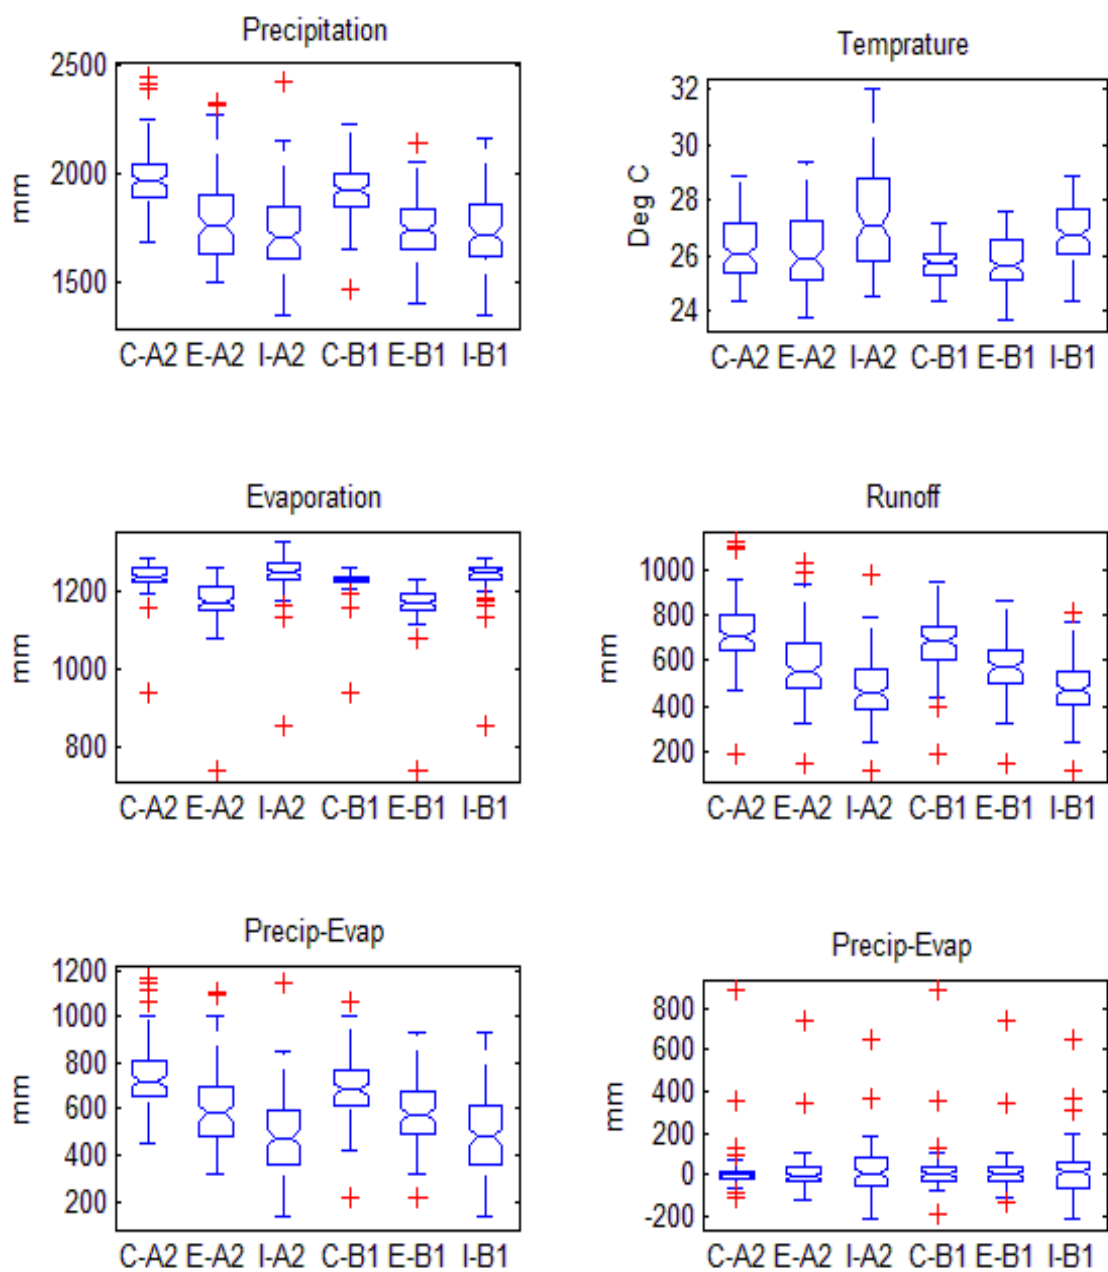 Precipitation
2500
2000
1500
mm
C-A2 E-A2 I-A2 C-B1 E-B1 I-B1
Temprature
32
30
28
26
24
Deg C
C-A2 E-A2 I-A2 C-B1 E-B1 I-B1
Evaporation
1200
1000
800
mm
C-A2 E-A2 I-A2 C-B1 E-B1 I-B1
Runoff
1000
800
600
400
200
mm
C-A2 E-A2 I-A2 C-B1 E-B1 I-B1
Precip-Evap
1200
1000
800
600
400
200
mm
C-A2 E-A2 I-A2 C-B1 E-B1 I-B1
Precip-Evap
800
600
400
200
0
-200
mm
C-A2 E-A2 I-A2 C-B1 E-B1 I-B1